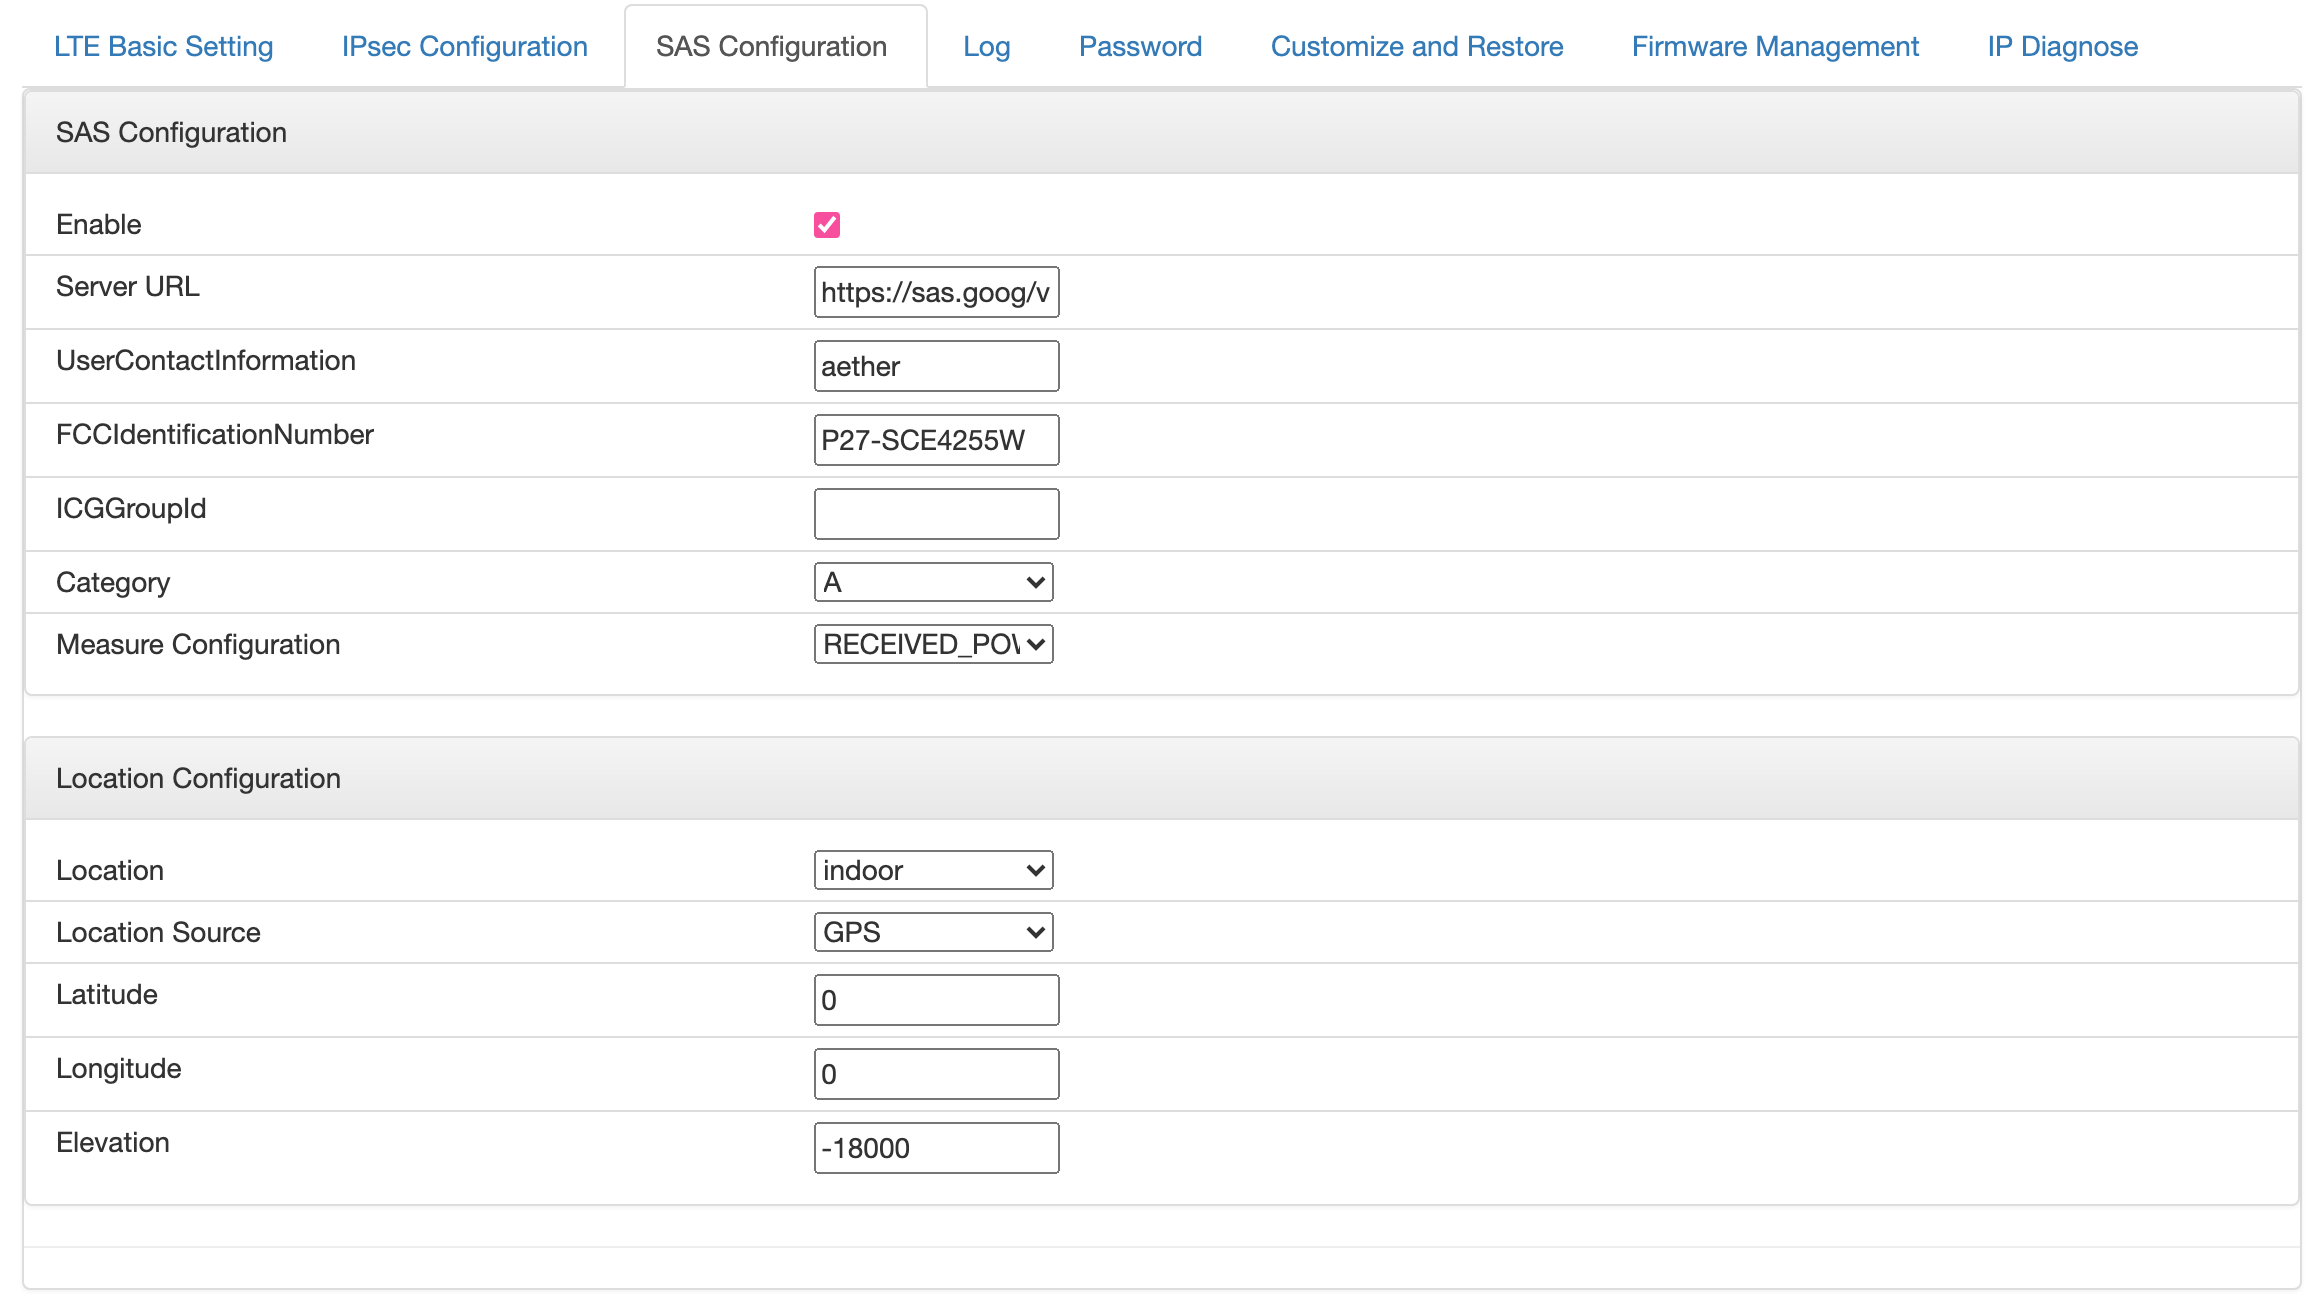 LTE Basic Setting IPsec Configuration SAS Configuration Log Password Customize and Restore Firmware Management IP Diagnose
SAS Configuration
Enable
Server URL https://sas.goog/v
UserContactInformation aether
FCCIdentificationNumber P27-SCE4255W
ICGGroupId
Category A
Measure Configuration RECEIVED_POW
Location Configuration
Location indoor
Location Source GPS
Latitude 0
Longitude 0
Elevation -18000